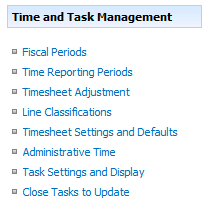 Time and Task Management
Fiscal Periods
Time Reporting Periods
Timesheet Adjustment
Line Classifications
Timesheet Settings and Defaults
Administrative Time
Task Settings and Display
Close Tasks to Update